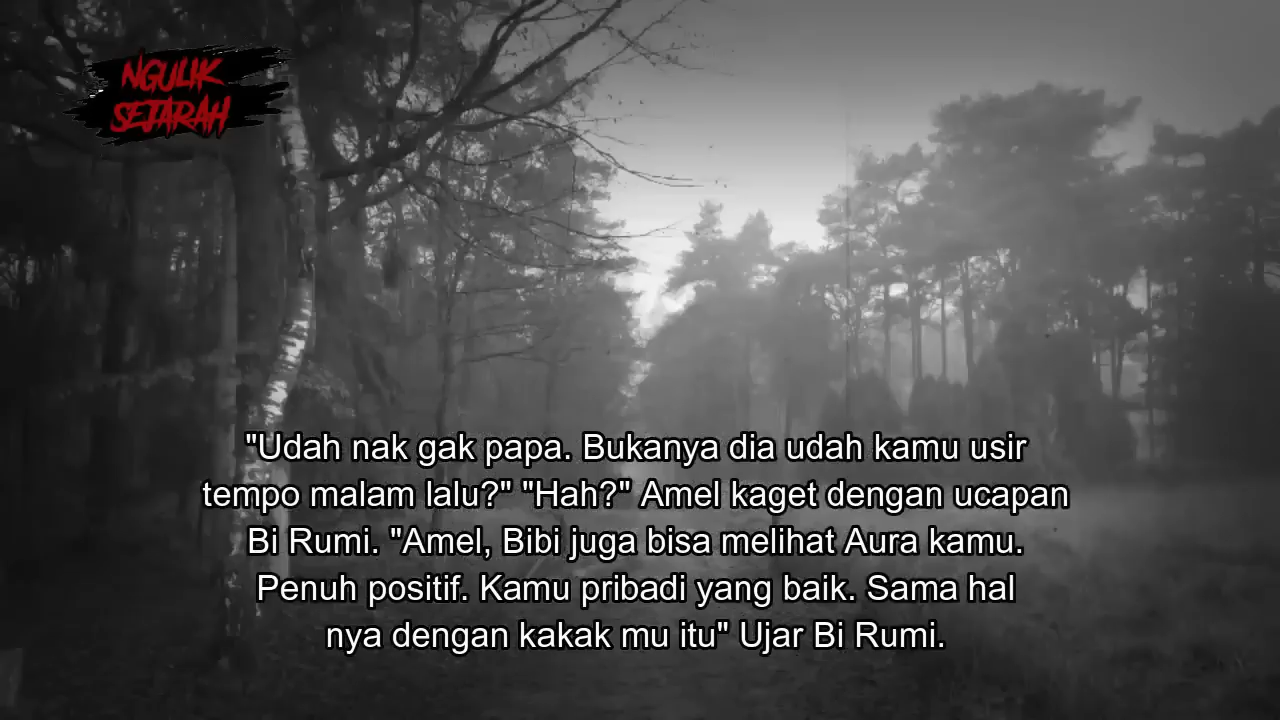 NGULIK
SEJARAH
"Udah nak gak papa. Bukanya dia udah kamu usir
tempo malam lalu?" "Hah?" Amel kaget dengan ucapan
Bi Rumi. "Amel, Bibi juga bisa melihat Aura kamu.
Penuh positif. Kamu pribadi yang baik. Sama hal
nya dengan kakak mu itu" Ujar Bi Rumi.